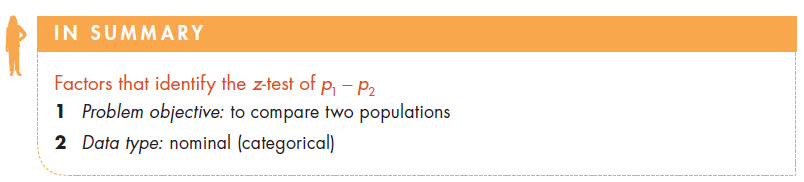 IN SUMMARY
Factors that identify the z-test of p₁ – p₂
1 Problem objective: to compare two populations
2 Data type: nominal (categorical)